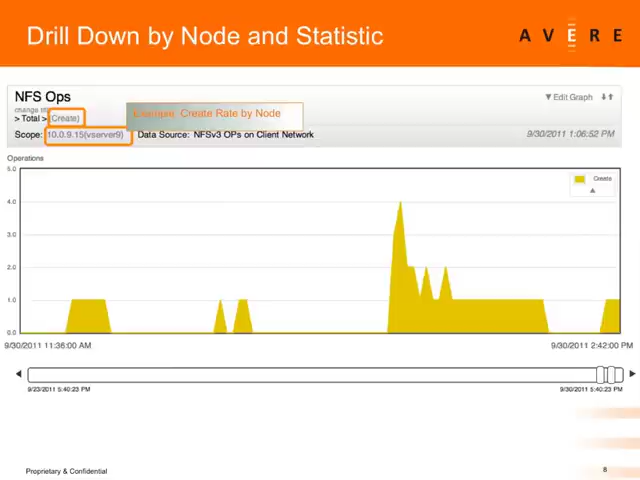 Drill Down by Node and Statistic
AVERE
NFS Ops
change titl
> Total > (Create)
Example: Create Rate by Node
▼ Edit Graph
Scope: 10.0.9.15(vserver9) Data Source: NFSv3 OPs on Client Network
9/30/2011 1:06:52 PM
Operations
5.0
Create
4.0
3.0
2.0
1.0
0.0
9/30/2011 11:36:00 AM
9/30/2011 2:42:00 PM
9/23/2011 5:40:23 PM
9/30/2011 5:40:23 PM
Proprietary & Confidential
8